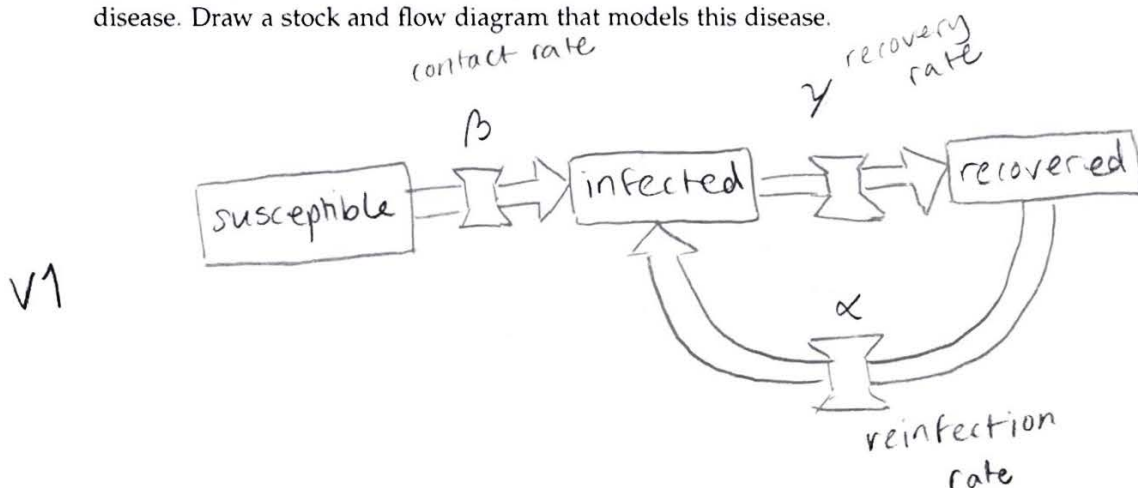 disease. Draw a stock and flow diagram that models this disease.
contact rate
recovery
rate
β
γ
susceptible
infected
recovered
V1
α
reinfection
rate